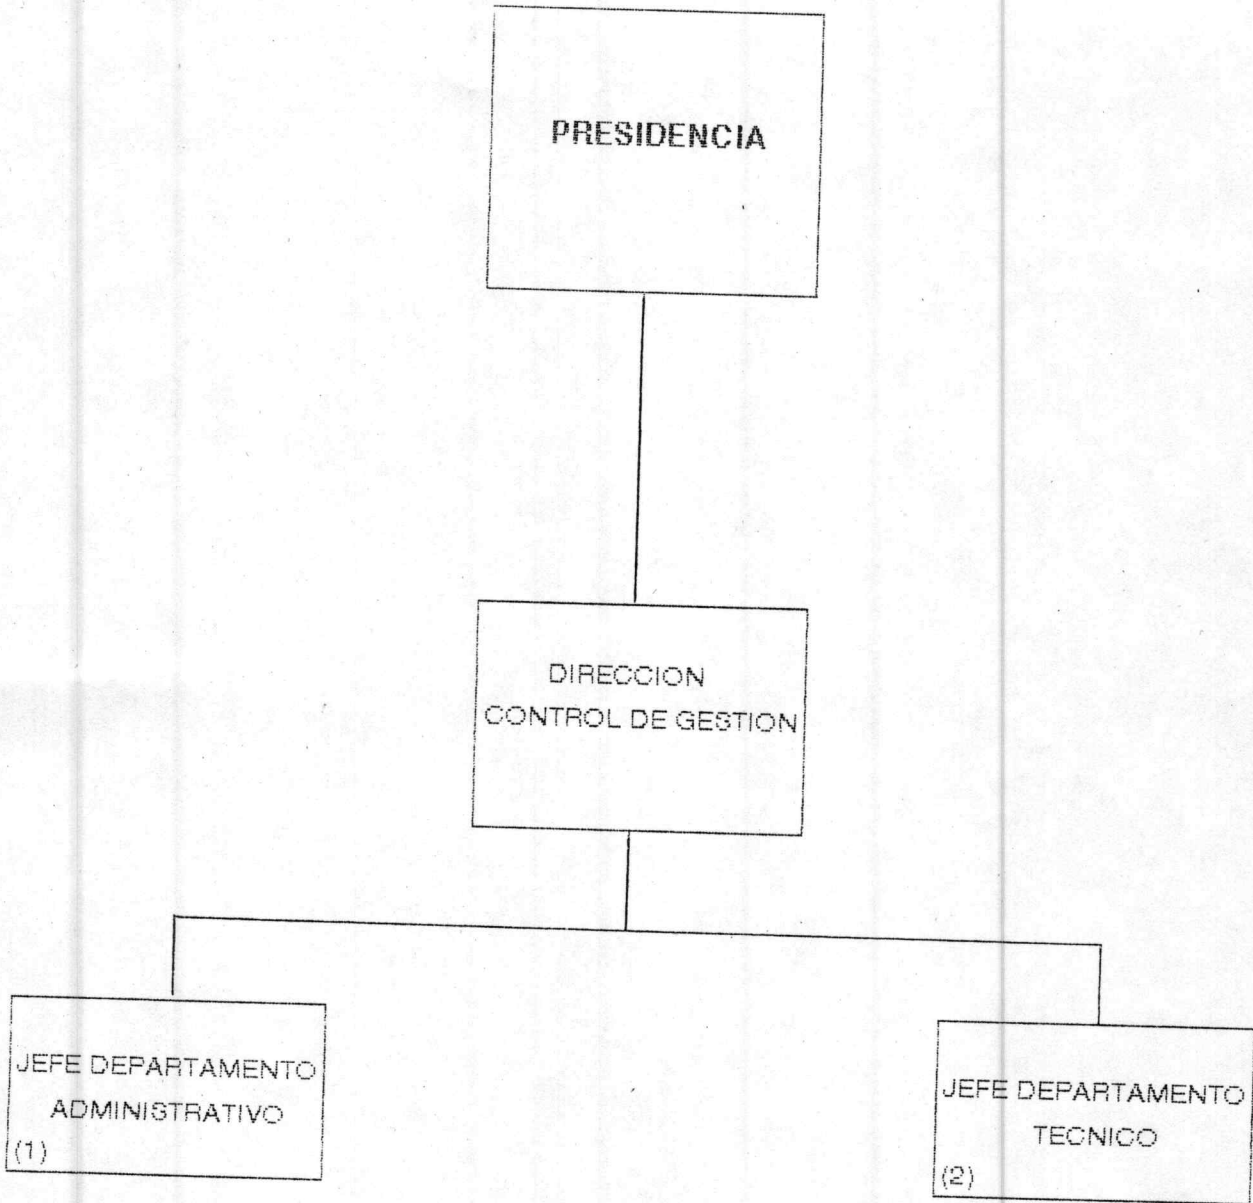 PRESIDENCIA
DIRECCION
CONTROL DE GESTION
JEFE DEPARTAMENTO
ADMINISTRATIVO
(1)
JEFE DEPARTAMENTO
TECNICO
(2)